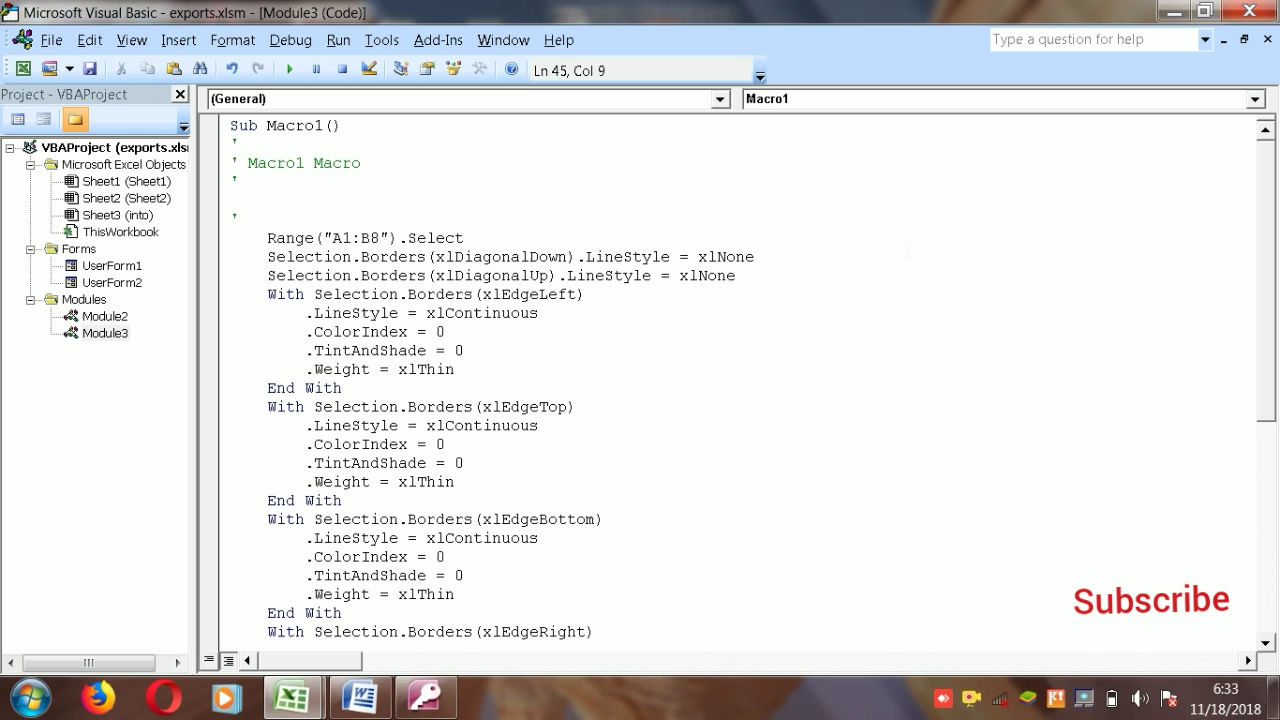 Microsoft Visual Basic - exports.xlsm - [Module3 (Code)]
File Edit View Insert Format Debug Run Tools Add-Ins Window Help
Type a question for help
Ln 45, Col 9
Project - VBAProject
(General)
Macro1
VBAProject (exports.xls
Microsoft Excel Objects
Sheet1 (Sheet1)
Sheet2 (Sheet2)
Sheet3 (into)
ThisWorkbook
Forms
UserForm1
UserForm2
Modules
Module2
Module3
Sub Macro1()
'
' Macro1 Macro
'
'
Range("A1:B8").Select
Selection.Borders(xlDiagonalDown).LineStyle = xlNone
Selection.Borders(xlDiagonalUp).LineStyle = xlNone
With Selection.Borders(xlEdgeLeft)
.LineStyle = xlContinuous
.ColorIndex = 0
.TintAndShade = 0
.Weight = xlThin
End With
With Selection.Borders(xlEdgeTop)
.LineStyle = xlContinuous
.ColorIndex = 0
.TintAndShade = 0
.Weight = xlThin
End With
With Selection.Borders(xlEdgeBottom)
.LineStyle = xlContinuous
.ColorIndex = 0
.TintAndShade = 0
.Weight = xlThin
End With
With Selection.Borders(xlEdgeRight)
Subscribe
6:33
11/18/2018